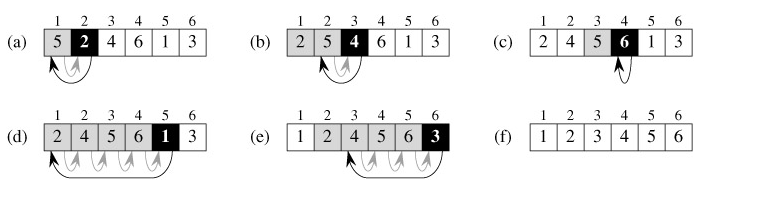 1 2 3 4 5 6
(a) 5 2 4 6 1 3
1 2 3 4 5 6
(b) 2 5 4 6 1 3
1 2 3 4 5 6
(c) 2 4 5 6 1 3
1 2 3 4 5 6
(d) 2 4 5 6 1 3
1 2 3 4 5 6
(e) 1 2 4 5 6 3
1 2 3 4 5 6
(f) 1 2 3 4 5 6